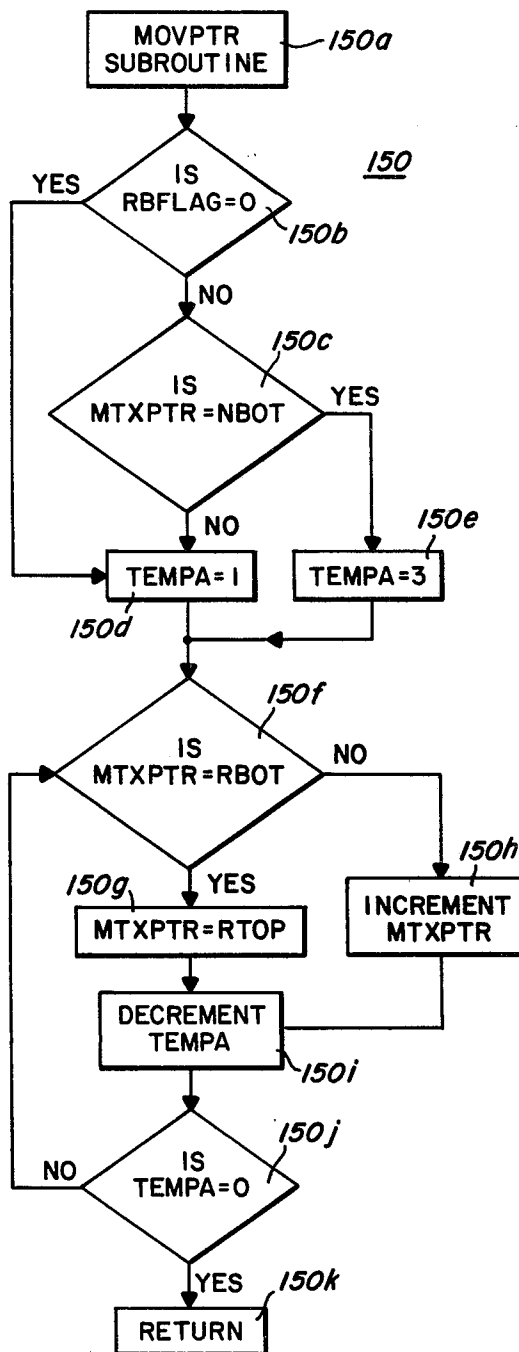 MOVPTR
SUBROUTINE
150a
150
IS
RBFLAG=0
150b
YES
NO
150c
IS
MTXPTR=NBOT
YES
NO
150e
TEMPA=1
150d
TEMPA=3
150f
IS
MTXPTR=RBOT
NO
150g
YES
150h
MTXPTR=RTOP
INCREMENT
MTXPTR
DECREMENT
TEMPA
150i
150j
IS
TEMPA=0
NO
YES
150k
RETURN